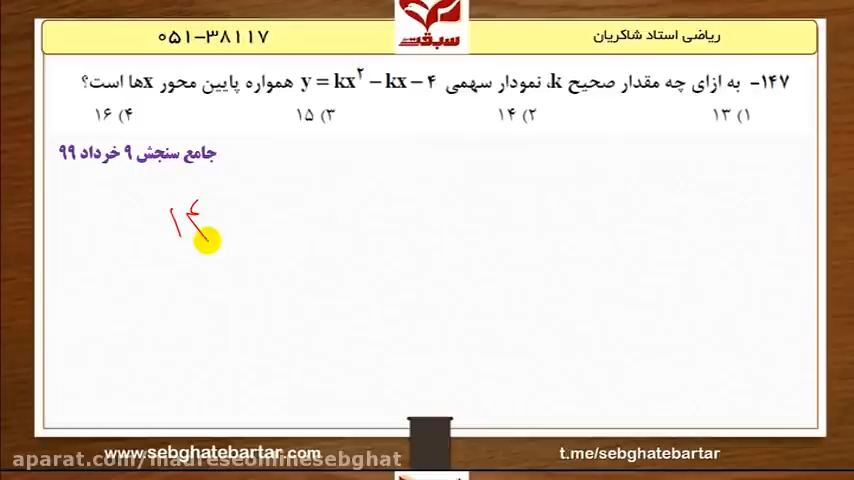 سبقت
ریاضی استاد شاکریان
۰۵۱-۳۸۱۱۷
۱۴۷- به ازای چه مقدار صحیح k، نمودار سهمی y = kx² − kx − ۴ همواره پایین محور xها است؟
۱) ۱۳ ۲) ۱۴ ۳) ۱۵ ۴) ۱۶
جامع سنجش ۹ خرداد ۹۹
۱۴
www.sebghatebartar.com
t.me/sebghatebartar
aparat.com/madreseonlinesebghat